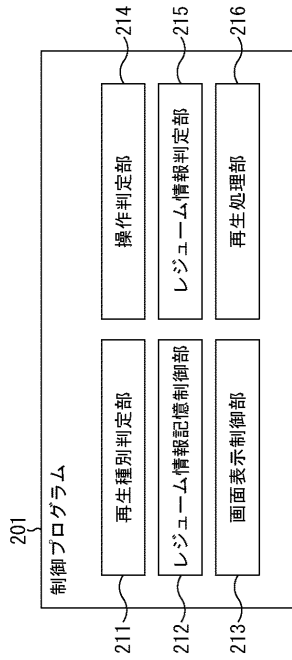 201
制御プログラム
211
再生種別判定部
操作判定部
214
212
レジューム情報記憶制御部
レジューム情報判定部
215
213
画面表示制御部
再生処理部
216